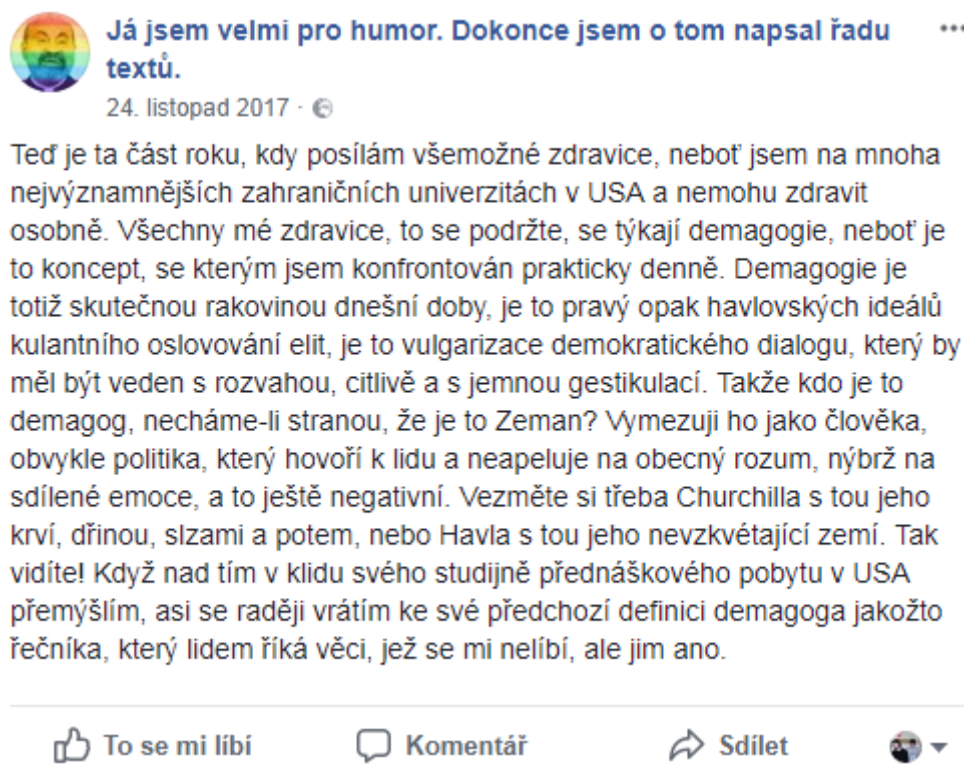 Já jsem velmi pro humor. Dokonce jsem o tom napsal řadu
textů.
24. listopad 2017 ·
Teď je ta část roku, kdy posílám všemožné zdravice, neboť jsem na mnoha
nejvýznamnějších zahraničních univerzitách v USA a nemohu zdravit
osobně. Všechny mé zdravice, to se podržte, se týkají demagogie, neboť je
to koncept, se kterým jsem konfrontován prakticky denně. Demagogie je
totiž skutečnou rakovinou dnešní doby, je to pravý opak havlovských ideálů
kulantního oslovování elit, je to vulgarizace demokratického dialogu, který by
měl být veden s rozvahou, citlivě a s jemnou gestikulací. Takže kdo je to
demagog, necháme-li stranou, že je to Zeman? Vymezuji ho jako člověka,
obvykle politika, který hovoří k lidu a neapeluje na obecný rozum, nýbrž na
sdílené emoce, a to ještě negativní. Vezměte si třeba Churchilla s tou jeho
krví, dřinou, slzami a potem, nebo Havla s tou jeho nevzkvétající zemí. Tak
vidíte! Když nad tím v klidu svého studijně přednáškového pobytu v USA
přemýšlím, asi se raději vrátím ke své předchozí definici demagoga jakožto
řečníka, který lidem říká věci, jež se mi nelíbí, ale jim ano.
To se mi líbí Komentář Sdílet